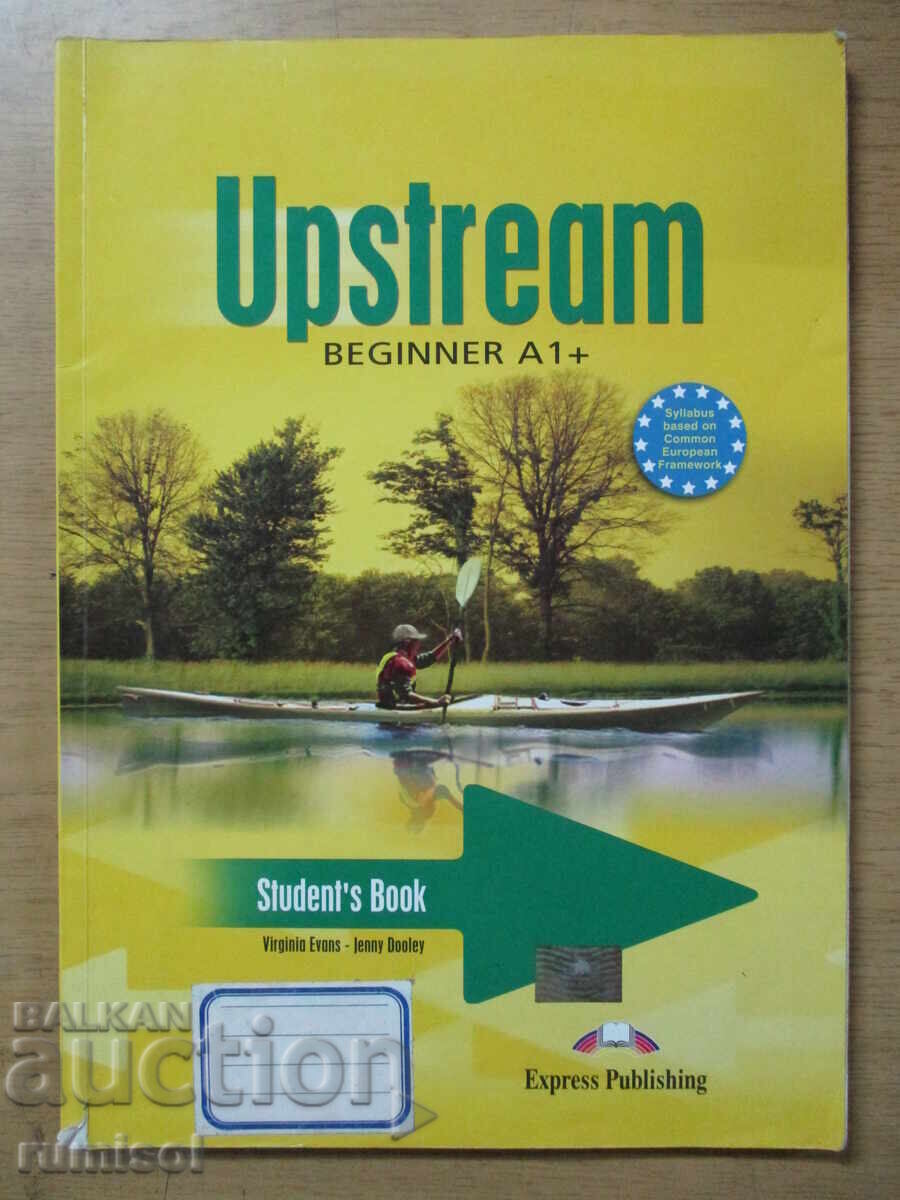 Upstream
BEGINNER A1+
Syllabus
based on
Common
European
Framework
Student's Book
Virginia Evans - Jenny Dooley
Express Publishing
BALKAN
auction
rumisol